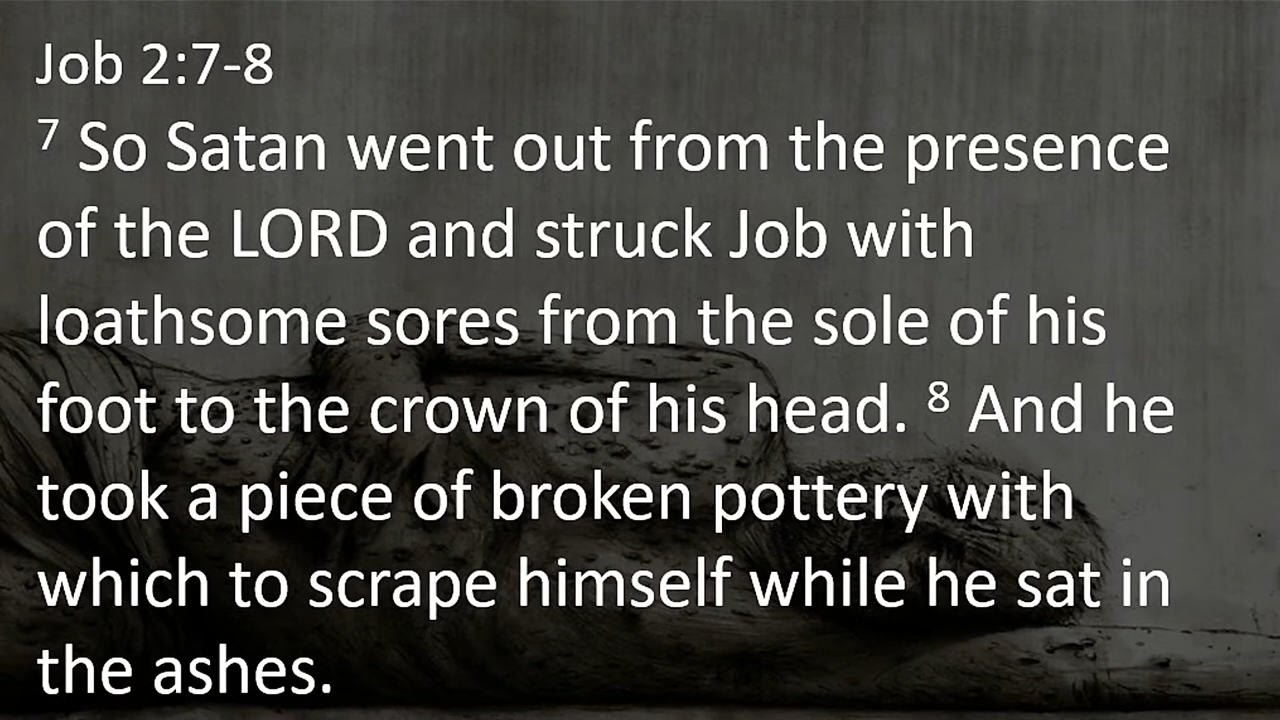 Job 2:7-8
⁷ So Satan went out from the presence
of the LORD and struck Job with
loathsome sores from the sole of his
foot to the crown of his head. ⁸ And he
took a piece of broken pottery with
which to scrape himself while he sat in
the ashes.